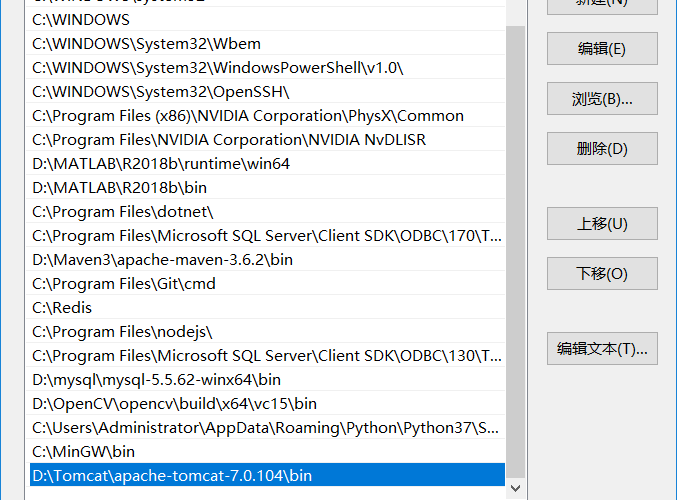 C:\WINDOWS
C:\WINDOWS\System32\Wbem
C:\WINDOWS\System32\WindowsPowerShell\v1.0\
C:\WINDOWS\System32\OpenSSH\
C:\Program Files (x86)\NVIDIA Corporation\PhysX\Common
C:\Program Files\NVIDIA Corporation\NVIDIA NvDLISR
D:\MATLAB\R2018b\runtime\win64
D:\MATLAB\R2018b\bin
C:\Program Files\dotnet\
C:\Program Files\Microsoft SQL Server\Client SDK\ODBC\170\T...
D:\Maven3\apache-maven-3.6.2\bin
C:\Program Files\Git\cmd
C:\Redis
C:\Program Files\nodejs\
C:\Program Files\Microsoft SQL Server\Client SDK\ODBC\130\T...
D:\mysql\mysql-5.5.62-winx64\bin
D:\OpenCV\opencv\build\x64\vc15\bin
C:\Users\Administrator\AppData\Roaming\Python\Python37\S...
C:\MinGW\bin
D:\Tomcat\apache-tomcat-7.0.104\bin
新建(N)
编辑(E)
浏览(B)...
删除(D)
上移(U)
下移(O)
编辑文本(T)...